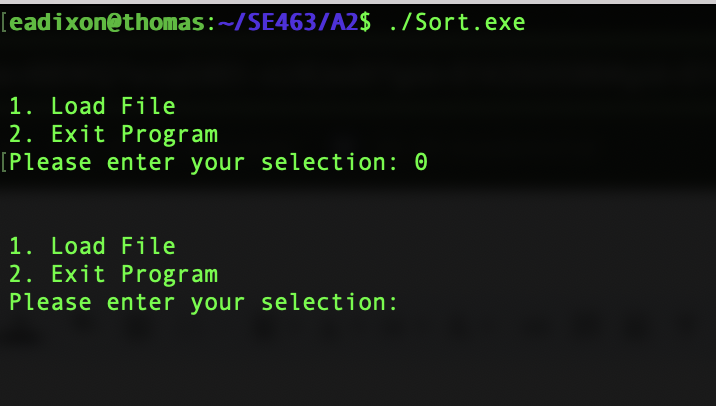 [eadixon@thomas:~/SE463/A2$ ./Sort.exe
1. Load File
2. Exit Program
[Please enter your selection: 0
1. Load File
2. Exit Program
Please enter your selection: